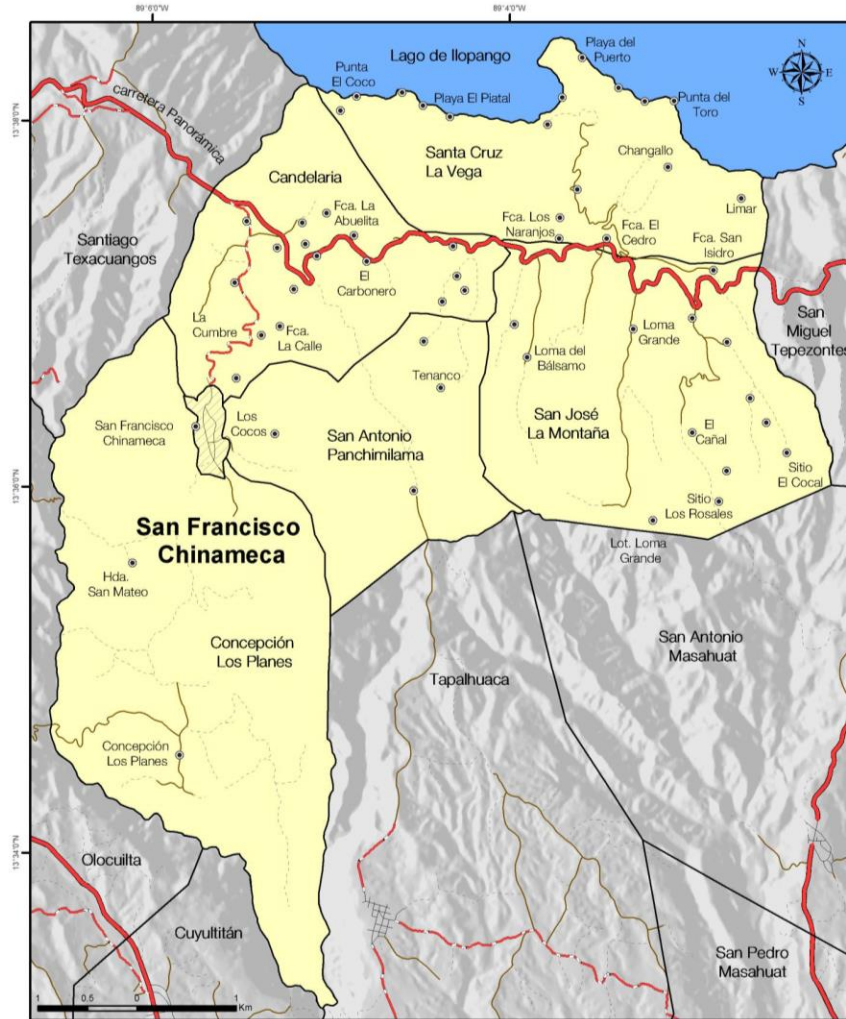 89°6'0"W
89°4'0"W
Lago de Ilopango
Playa del
Puerto
N
W
E
S
Punta
El Coco
Playa El Piatal
Punta del
Toro
carretera Panorámica
Santa Cruz
La Vega
Changallo
Candelaria
Limar
Fca. La
Abuelita
Fca. Los
Naranjos
Fca. El
Cedro
Fca. San
Isidro
Santiago
Texacuangos
El
Carbonero
La
Cumbre
Fca.
La Calle
San
Miguel
Tepezontes
Loma
Grande
Loma del
Bálsamo
Tenanco
San Francisco
Chinameca
Los
Cocos
San Antonio
Panchimilama
San José
La Montaña
El
Cañal
Sitio
El Cocal
Sitio
Los Rosales
San Francisco
Chinameca
Lot. Loma
Grande
Hda.
San Mateo
Concepción
Los Planes
San Antonio
Masahuat
Tapalhuaca
Concepción
Los Planes
Olocuilta
Cuyultitán
San Pedro
Masahuat
1
0.5
0
1
Km